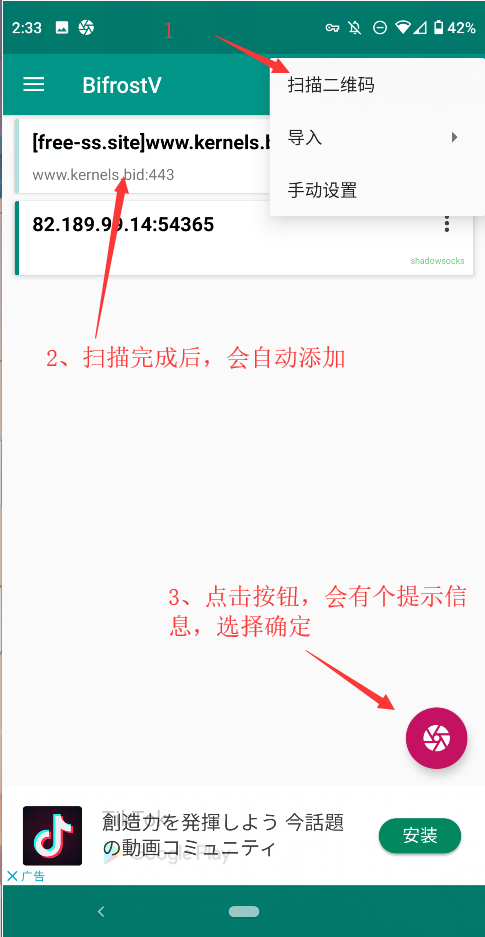 2:33
1
42%
BifrostV
扫描二维码
导入
手动设置
[free-ss.site]www.kernels.b
www.kernels.bid:443
82.189.99.14:54365
shadowsocks
2、扫描完成后，会自动添加
3、点击按钮，会有个提示信
息，选择确定
創造力を発揮しよう 今話題
の動画コミュニティ
Google Play
安装
广告